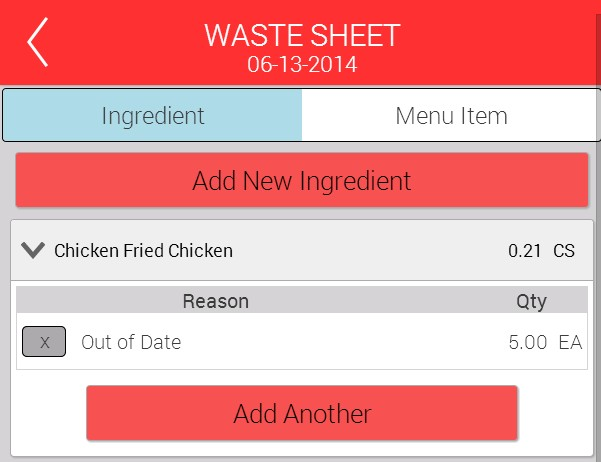 WASTE SHEET
06-13-2014
Ingredient Menu Item
Add New Ingredient
Chicken Fried Chicken 0.21 CS
Reason Qty
X Out of Date 5.00 EA
Add Another